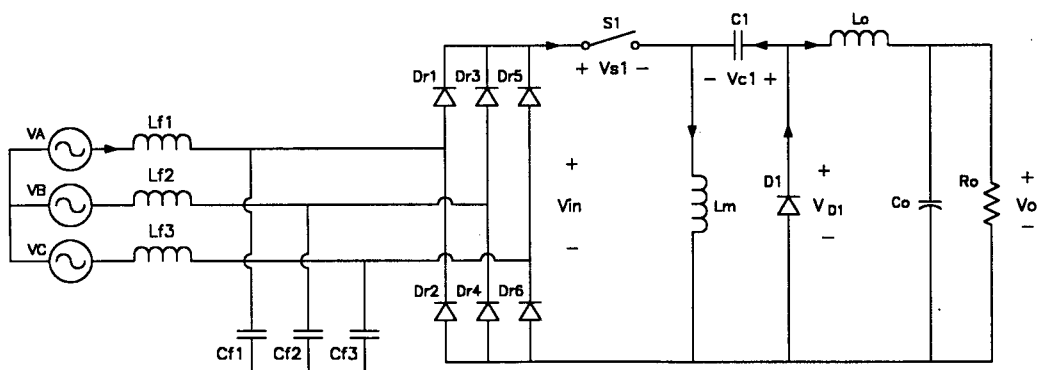 S1
C1
Lo
+ Vs1 −
− Vc1 +
Dr1
Dr3
Dr5
VA
Lf1
VB
Lf2
VC
Lf3
+
Vin
−
Lm
D1
+
VD1
−
Co
Ro
+
Vo
−
Dr2
Dr4
Dr6
Cf1
Cf2
Cf3